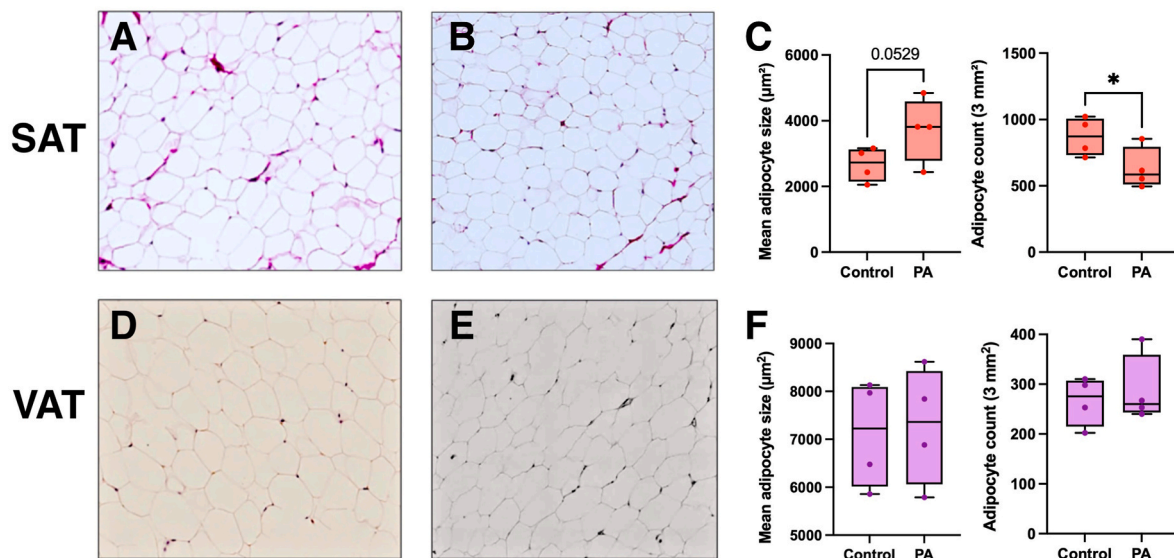 A
B
C
SAT
Mean adipocyte size (µm²)
6000
4000
2000
0
0.0529
Control PA
Adipocyte count (3 mm²)
1500
1000
500
0
*
Control PA
D
E
F
VAT
Mean adipocyte size (µm²)
9000
8000
7000
6000
5000
Control PA
Adipocyte count (3 mm²)
400
300
200
100
0
Control PA